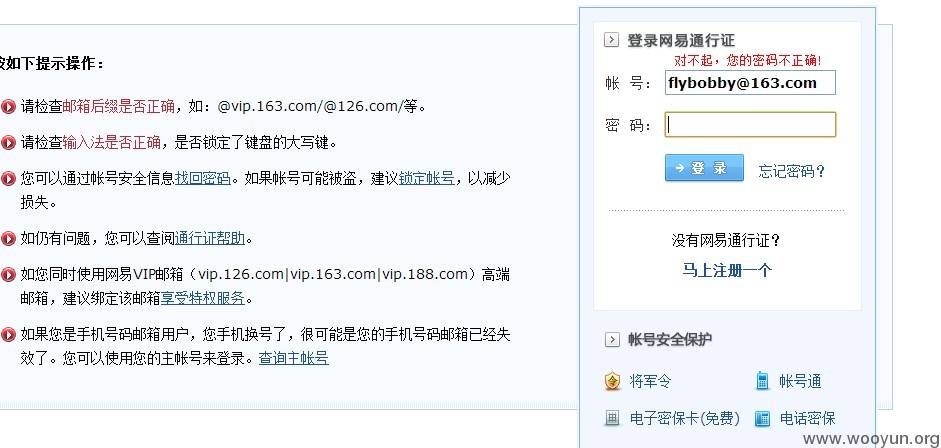 按如下提示操作：
请检查邮箱后缀是否正确，如：@vip.163.com/@126.com/等。
请检查输入法是否正确，是否锁定了键盘的大写键。
您可以通过帐号安全信息找回密码。如果帐号可能被盗，建议锁定帐号，以减少
损失。
如仍有问题，您可以查阅通行证帮助。
如您同时使用网易VIP邮箱（vip.126.com|vip.163.com|vip.188.com）高端
邮箱，建议绑定该邮箱享受特权服务。
如果您是手机号码邮箱用户，您手机换号了，很可能是您的手机号码邮箱已经失
效了。您可以使用您的主帐号来登录。查询主帐号
登录网易通行证
对不起，您的密码不正确!
帐 号： flybobby@163.com
密 码：
登 录 忘记密码？
没有网易通行证？
马上注册一个
帐号安全保护
将军令 帐号通
电子密保卡(免费) 电话密保
www.wooyun.org